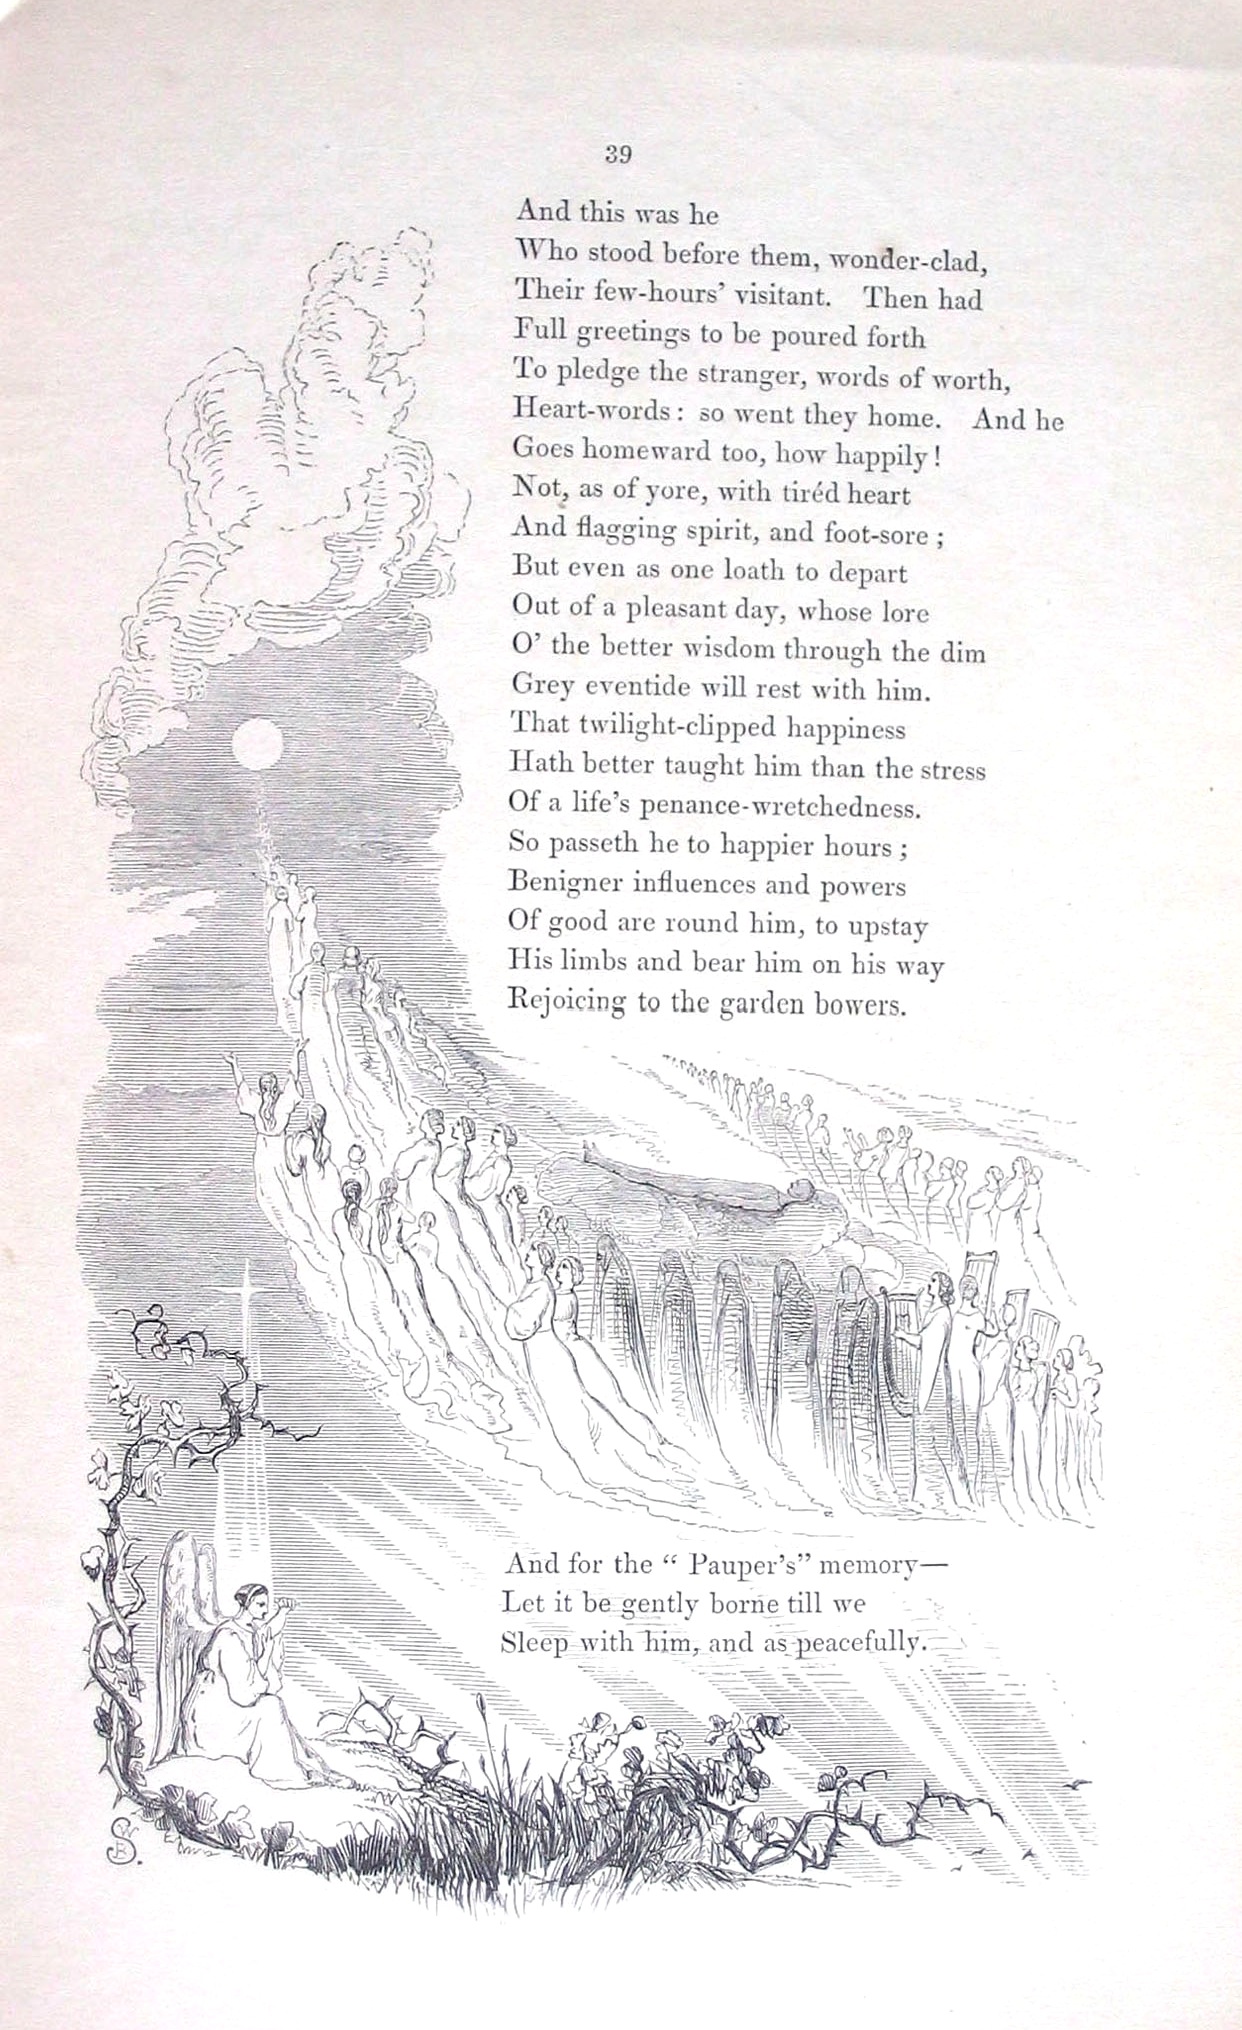 39
And this was he
Who stood before them, wonder-clad,
Their few-hours’ visitant. Then had
Full greetings to be poured forth
To pledge the stranger, words of worth,
Heart-words : so went they home. And he
Goes homeward too, how happily !
Not, as of yore, with tiréd heart
And flagging spirit, and foot-sore ;
But even as one loath to depart
Out of a pleasant day, whose lore
O’ the better wisdom through the dim
Grey eventide will rest with him.
That twilight-clipped happiness
Hath better taught him than the stress
Of a life’s penance-wretchedness.
So passeth he to happier hours ;
Benigner influences and powers
Of good are round him, to upstay
His limbs and bear him on his way
Rejoicing to the garden bowers.
And for the “ Pauper’s” memory—
Let it be gently borne till we
Sleep with him, and as peacefully.